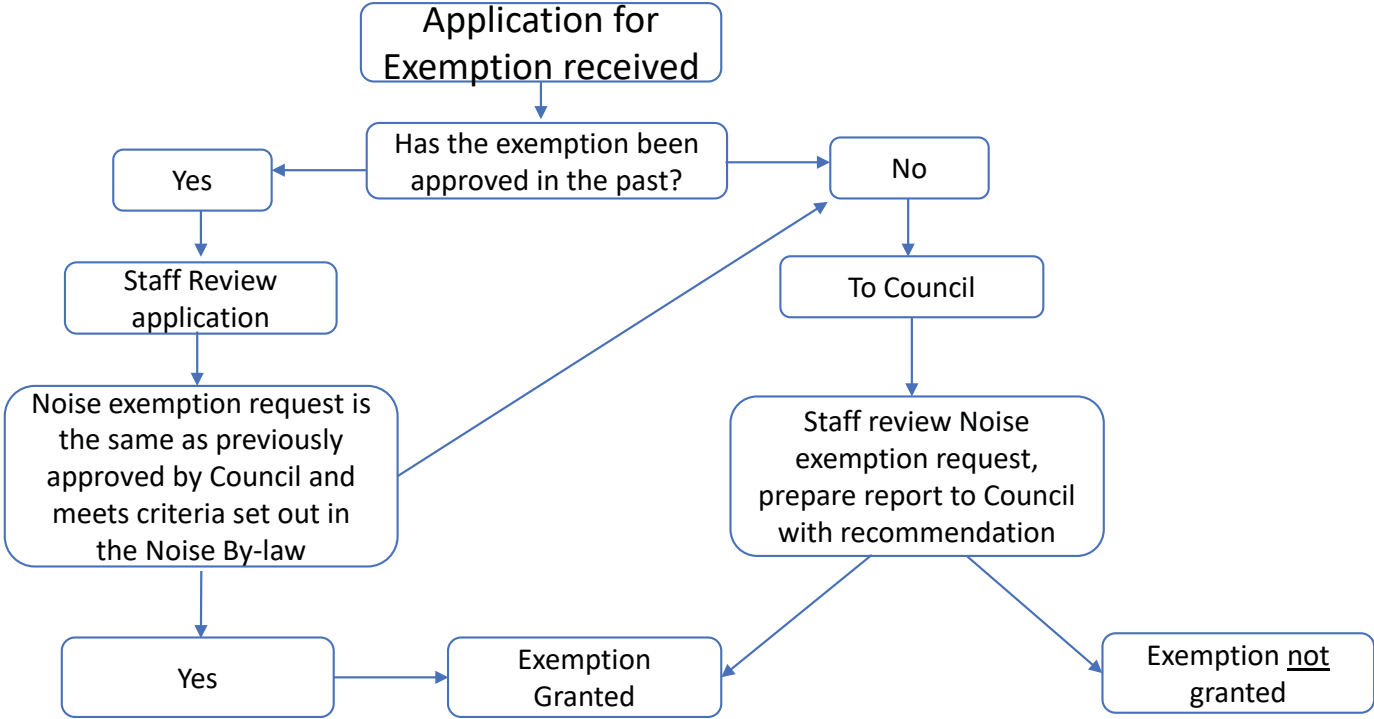 Application for
Exemption received
Has the exemption been
approved in the past?
Yes
No
Staff Review
application
To Council
Noise exemption request is
the same as previously
approved by Council and
meets criteria set out in
the Noise By-law
Staff review Noise
exemption request,
prepare report to Council
with recommendation
Yes
Exemption
Granted
Exemption not
granted